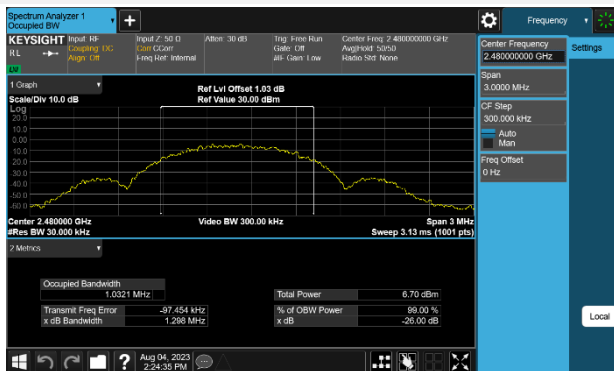 Spectrum Analyzer 1
Occupied BW
Frequency
KEYSIGHT
R L
Input: RF
Coupling: DC
Align: Off
Input Z: 50 Ω
Corr CCorr
Freq Ref: Internal
Atten: 30 dB
Trig: Free Run
Gate: Off
#IF Gain: Low
Center Freq: 2.480000000 GHz
Avg|Hold: 50/50
Radio Std: None
Center Frequency
2.480000000 GHz
Settings
Span
3.0000 MHz
CF Step
300.000 kHz
Auto
Man
Freq Offset
0 Hz
1 Graph
Scale/Div 10.0 dB
Ref Lvl Offset 1.03 dB
Ref Value 30.00 dBm
Log
20.0
10.0
0.00
-10.0
-20.0
-30.0
-40.0
-50.0
-60.0
Center 2.480000 GHz
#Res BW 30.000 kHz
Video BW 300.00 kHz
Span 3 MHz
Sweep 3.13 ms (1001 pts)
2 Metrics
Occupied Bandwidth
1.0321 MHz
Total Power 6.70 dBm
Transmit Freq Error -97.454 kHz
% of OBW Power 99.00 %
x dB Bandwidth 1.298 MHz
x dB -26.00 dB
Local
?
Aug 04, 2023
2:24:35 PM